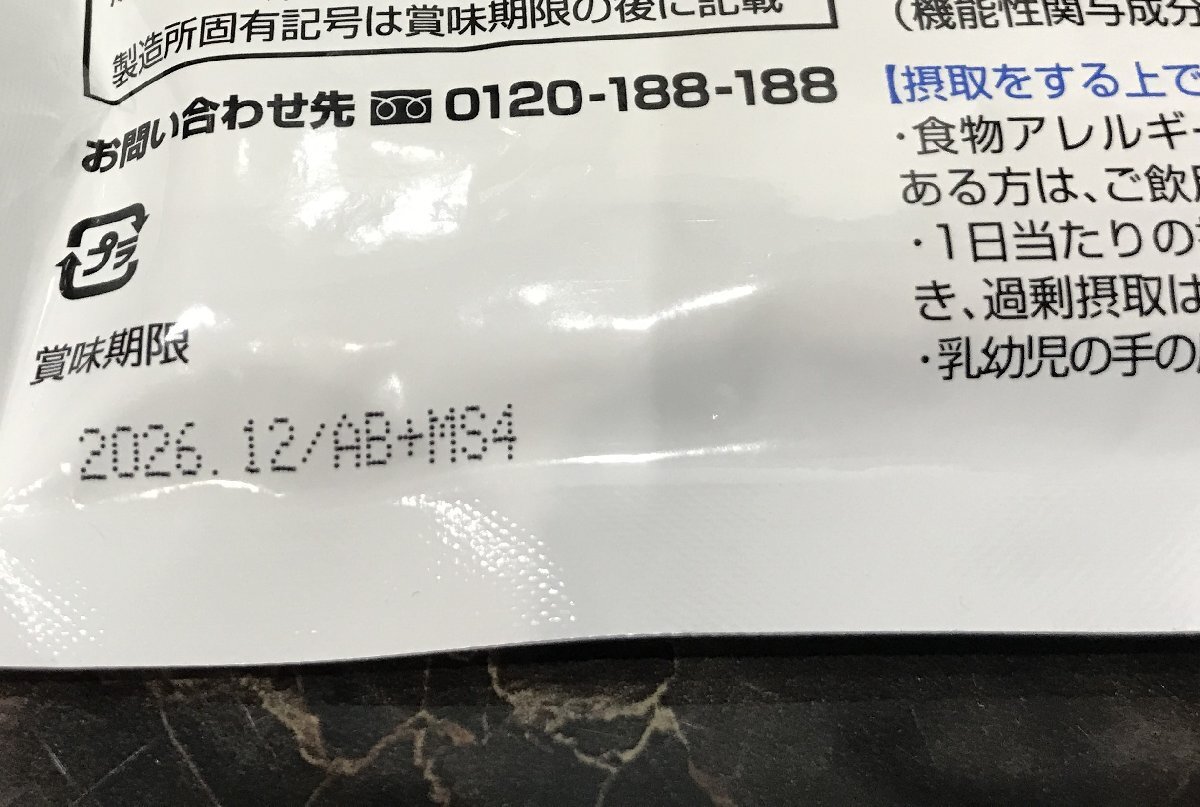 製造所固有記号は賞味期限の後に記載
お問い合わせ先 0120-188-188
プラ
賞味期限
2026.12/AB+MS4
(機能性関与成分
【摂取をする上で
・食物アレルギー
ある方は、ご飲
・1日当たりの
き、過剰摂取は
・乳幼児の手の